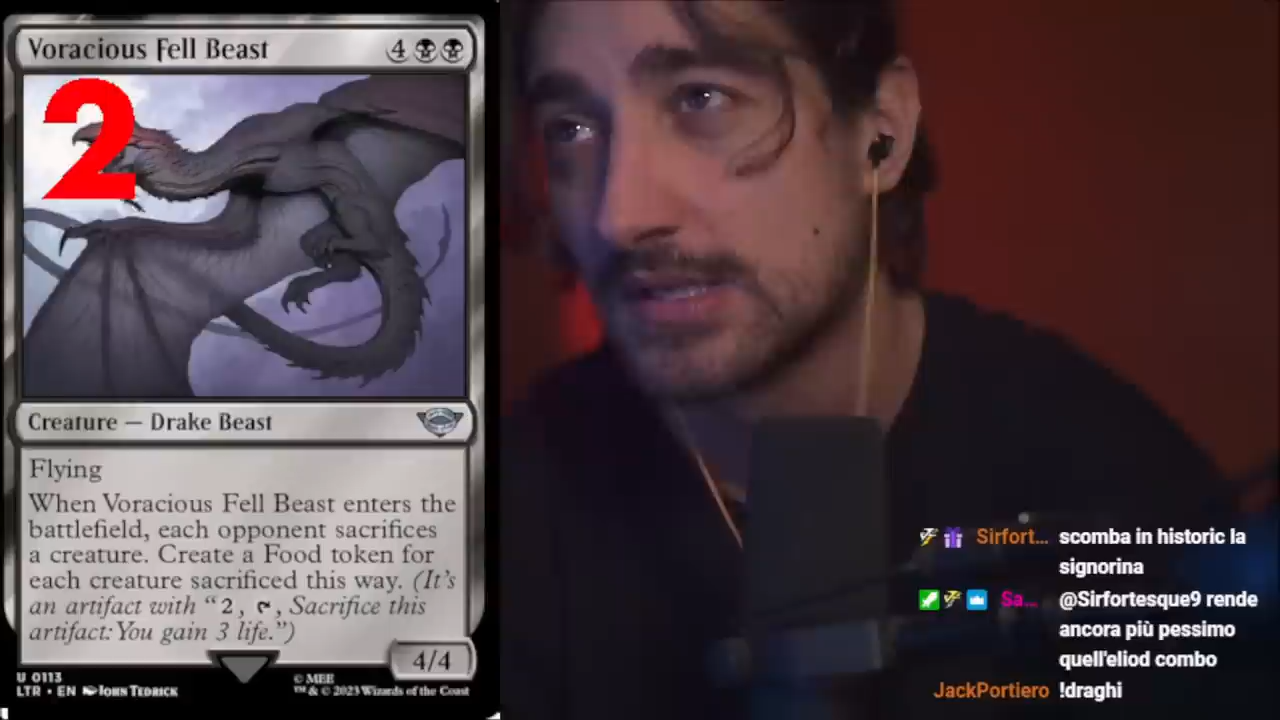 Voracious Fell Beast 4
2
Creature — Drake Beast
Flying
When Voracious Fell Beast enters the
battlefield, each opponent sacrifices
a creature. Create a Food token for
each creature sacrificed this way. (It's
an artifact with “2, , Sacrifice this
artifact: You gain 3 life.”)
4/4
U 0113
LTR • EN John Tedrick
© MEE
™ & © 2023 Wizards of the Coast
Sirfort... scomba in historic la
signorina
Sa... @Sirfortesque9 rende
ancora più pessimo
quell'eliod combo
JackPortiero !draghi